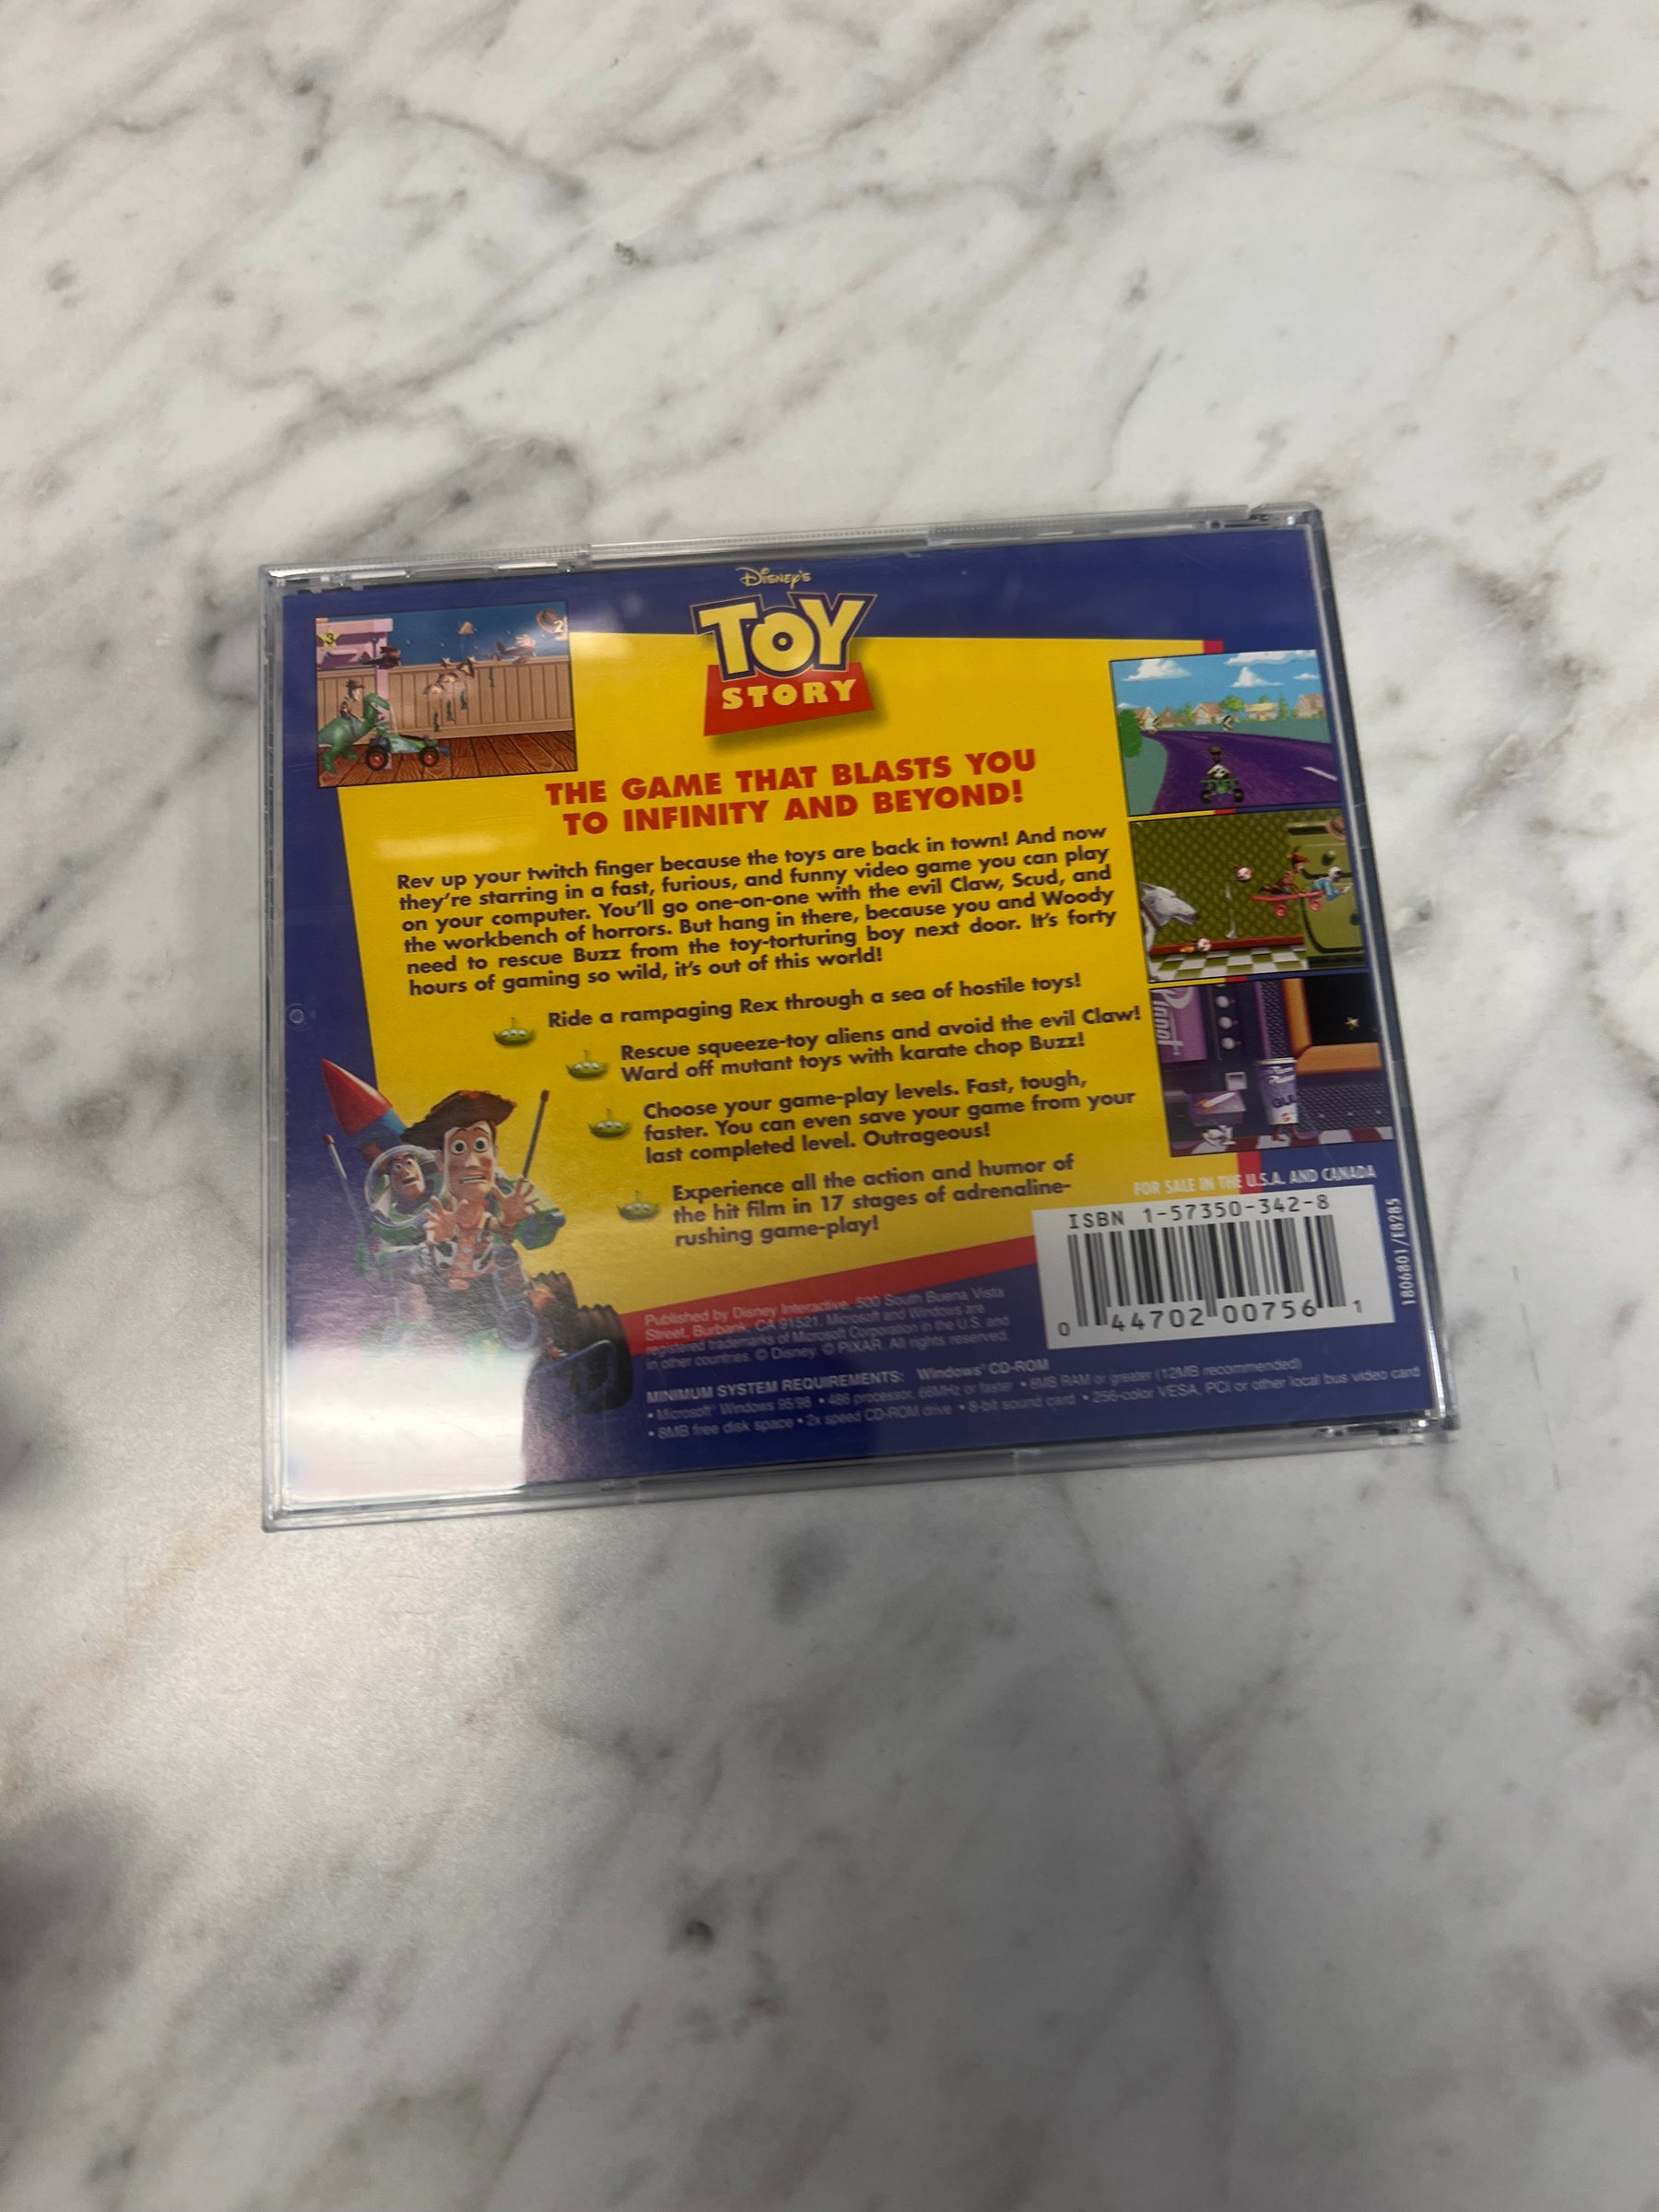 DISNEY'S
TOY
STORY
3
2
THE GAME THAT BLASTS YOU
TO INFINITY AND BEYOND!
Rev up your twitch finger because the toys are back in town! And now
they're starring in a fast, furious, and funny video game you can play
on your computer. You'll go one-on-one with the evil Claw, Scud, and
the workbench of horrors. But hang in there, because you and Woody
need to rescue Buzz from the toy-torturing boy next door. It's forty
hours of gaming so wild, it's out of this world!
Ride a rampaging Rex through a sea of hostile toys!
Rescue squeeze-toy aliens and avoid the evil Claw!
Ward off mutant toys with karate chop Buzz!
Choose your game-play levels. Fast, tough,
faster. You can even save your game from your
last completed level. Outrageous!
Experience all the action and humor of
the hit film in 17 stages of adrenaline-
rushing game-play!
FOR SALE IN THE U.S.A. AND CANADA
ISBN 1-57350-342-8
0 44702 00756 1
1806801/E8285
Published by Disney Interactive, 500 South Buena Vista
Street, Burbank, CA 91521. Microsoft and Windows are
registered trademarks of Microsoft Corporation in the U.S. and
in other countries. © Disney © PIXAR. All rights reserved.
MINIMUM SYSTEM REQUIREMENTS: Windows® CD-ROM
• Microsoft® Windows 95/98 • 486 processor, 66MHz or faster • 8MB RAM or greater (12MB recommended)
• 8MB free disk space • 2x speed CD-ROM drive • 8-bit sound card • 256-color VESA, PCI or other local bus video card